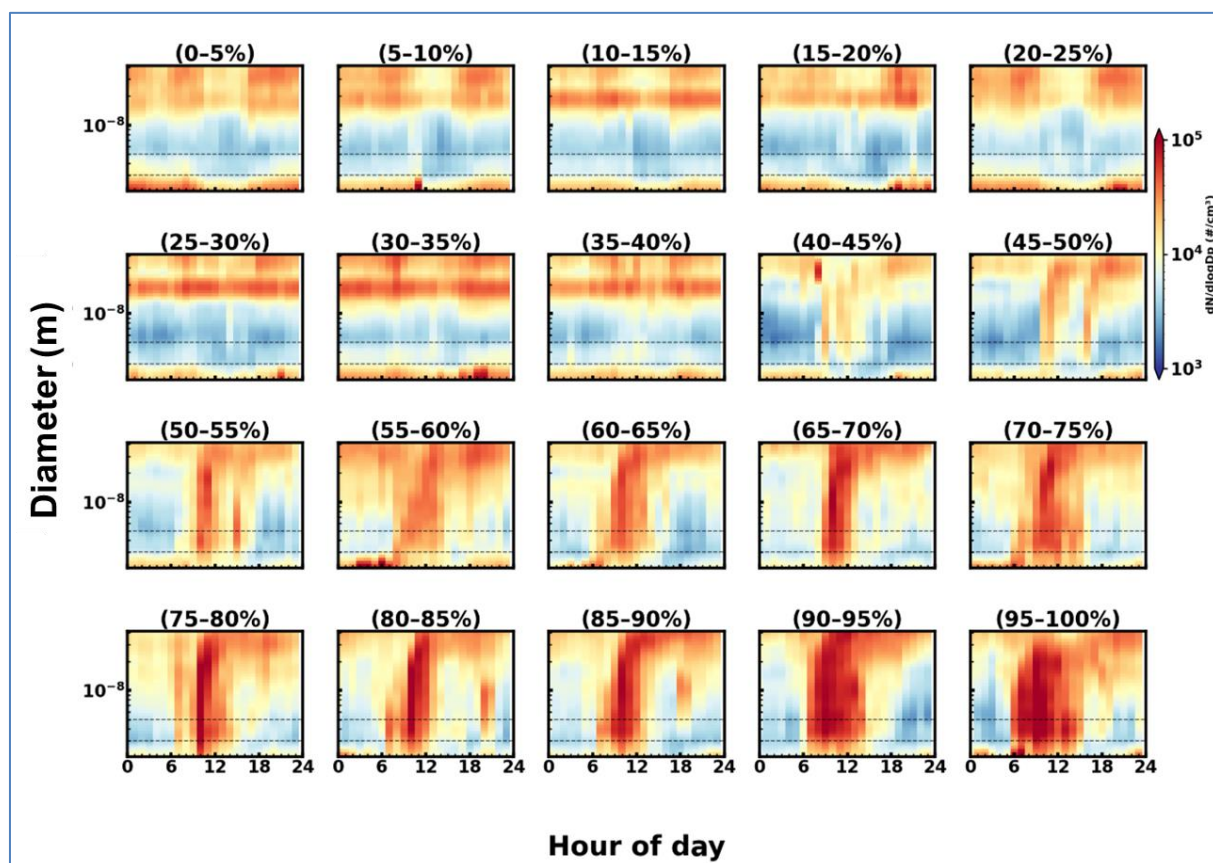 (0–5%) (5–10%) (10–15%) (15–20%) (20–25%)
10⁻⁸
10⁵
10⁴
10³
dN/dlogDp (#/cm³)
(25–30%) (30–35%) (35–40%) (40–45%) (45–50%)
10⁻⁸
Diameter (m)
(50–55%) (55–60%) (60–65%) (65–70%) (70–75%)
10⁻⁸
(75–80%) (80–85%) (85–90%) (90–95%) (95–100%)
10⁻⁸
0 6 12 18 24 0 6 12 18 24 0 6 12 18 24 0 6 12 18 24 0 6 12 18 24
Hour of day